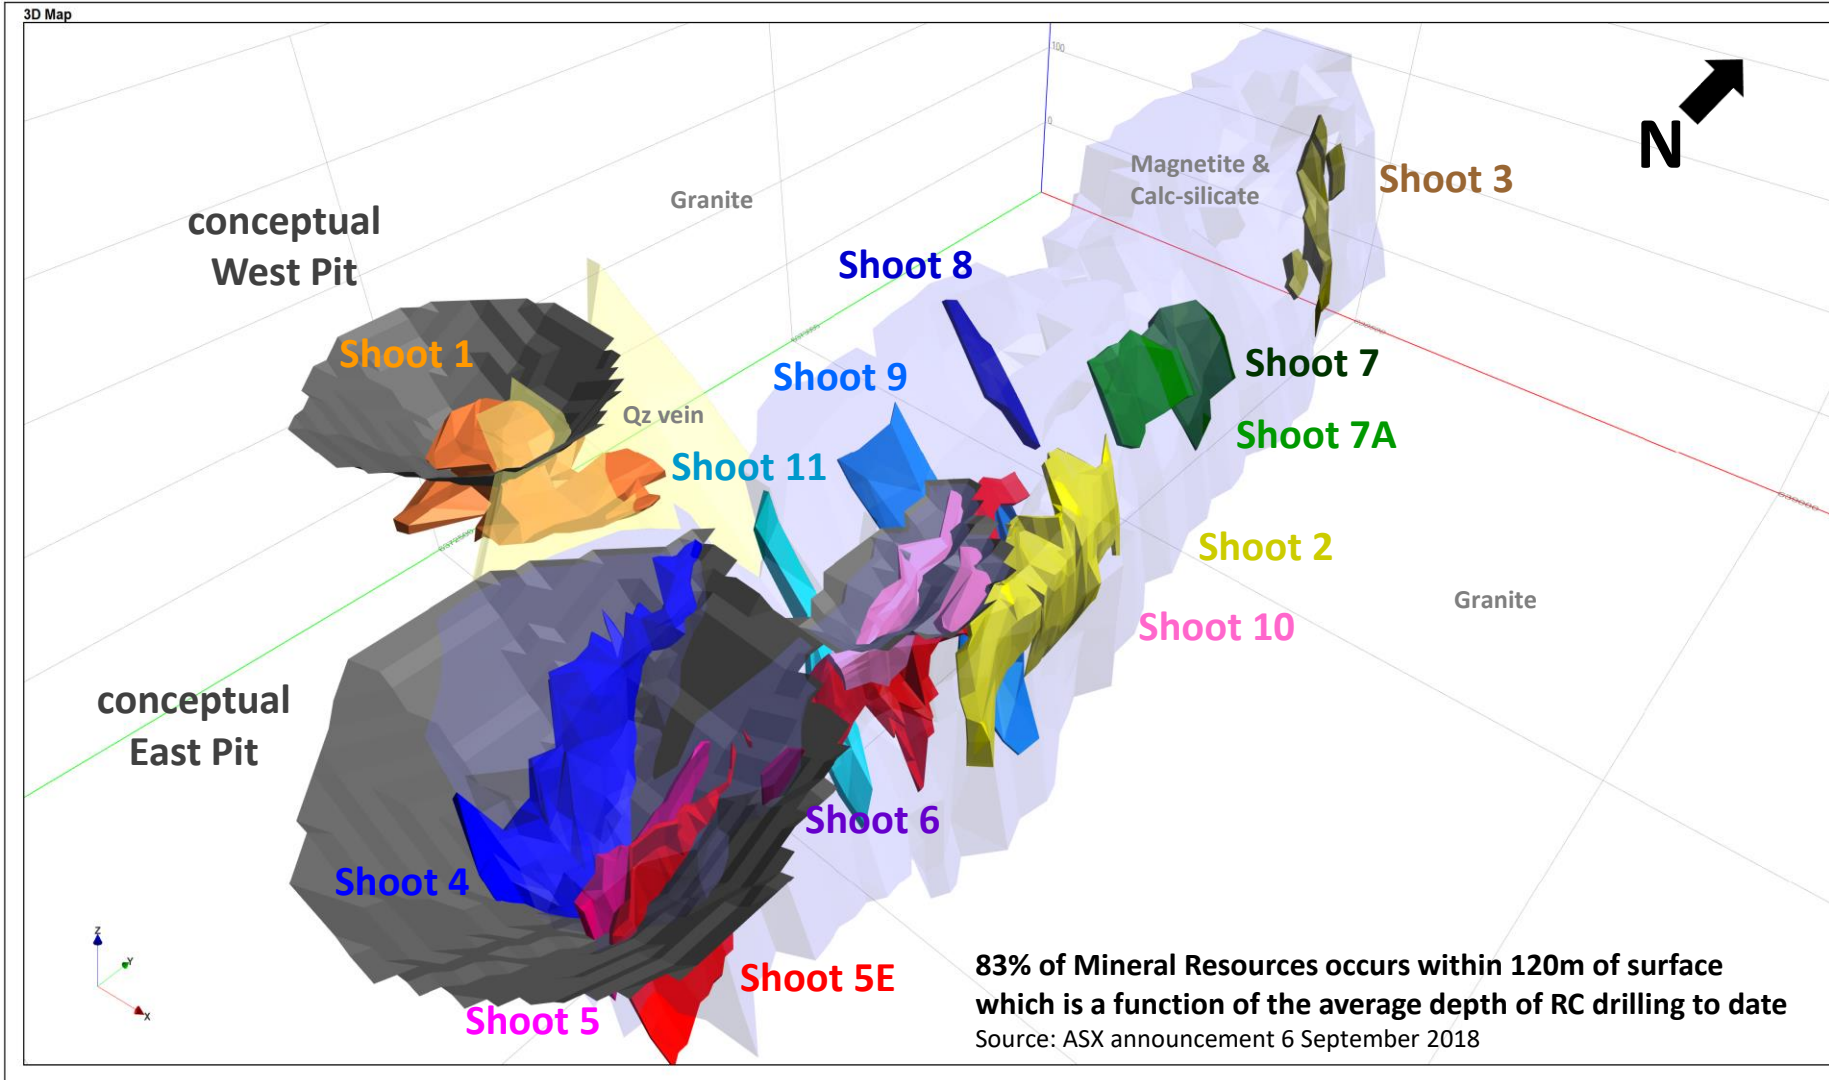 3D Map
100
0
N
Magnetite &
Calc-silicate
Shoot 3
Granite
conceptual
West Pit
Shoot 8
Shoot 1
Shoot 9
Shoot 7
Qz vein
Shoot 7A
Shoot 11
Shoot 2
Granite
Shoot 10
conceptual
East Pit
Shoot 6
Shoot 4
Z
Y
X
Shoot 5E
Shoot 5
83% of Mineral Resources occurs within 120m of surface
which is a function of the average depth of RC drilling to date
Source: ASX announcement 6 September 2018